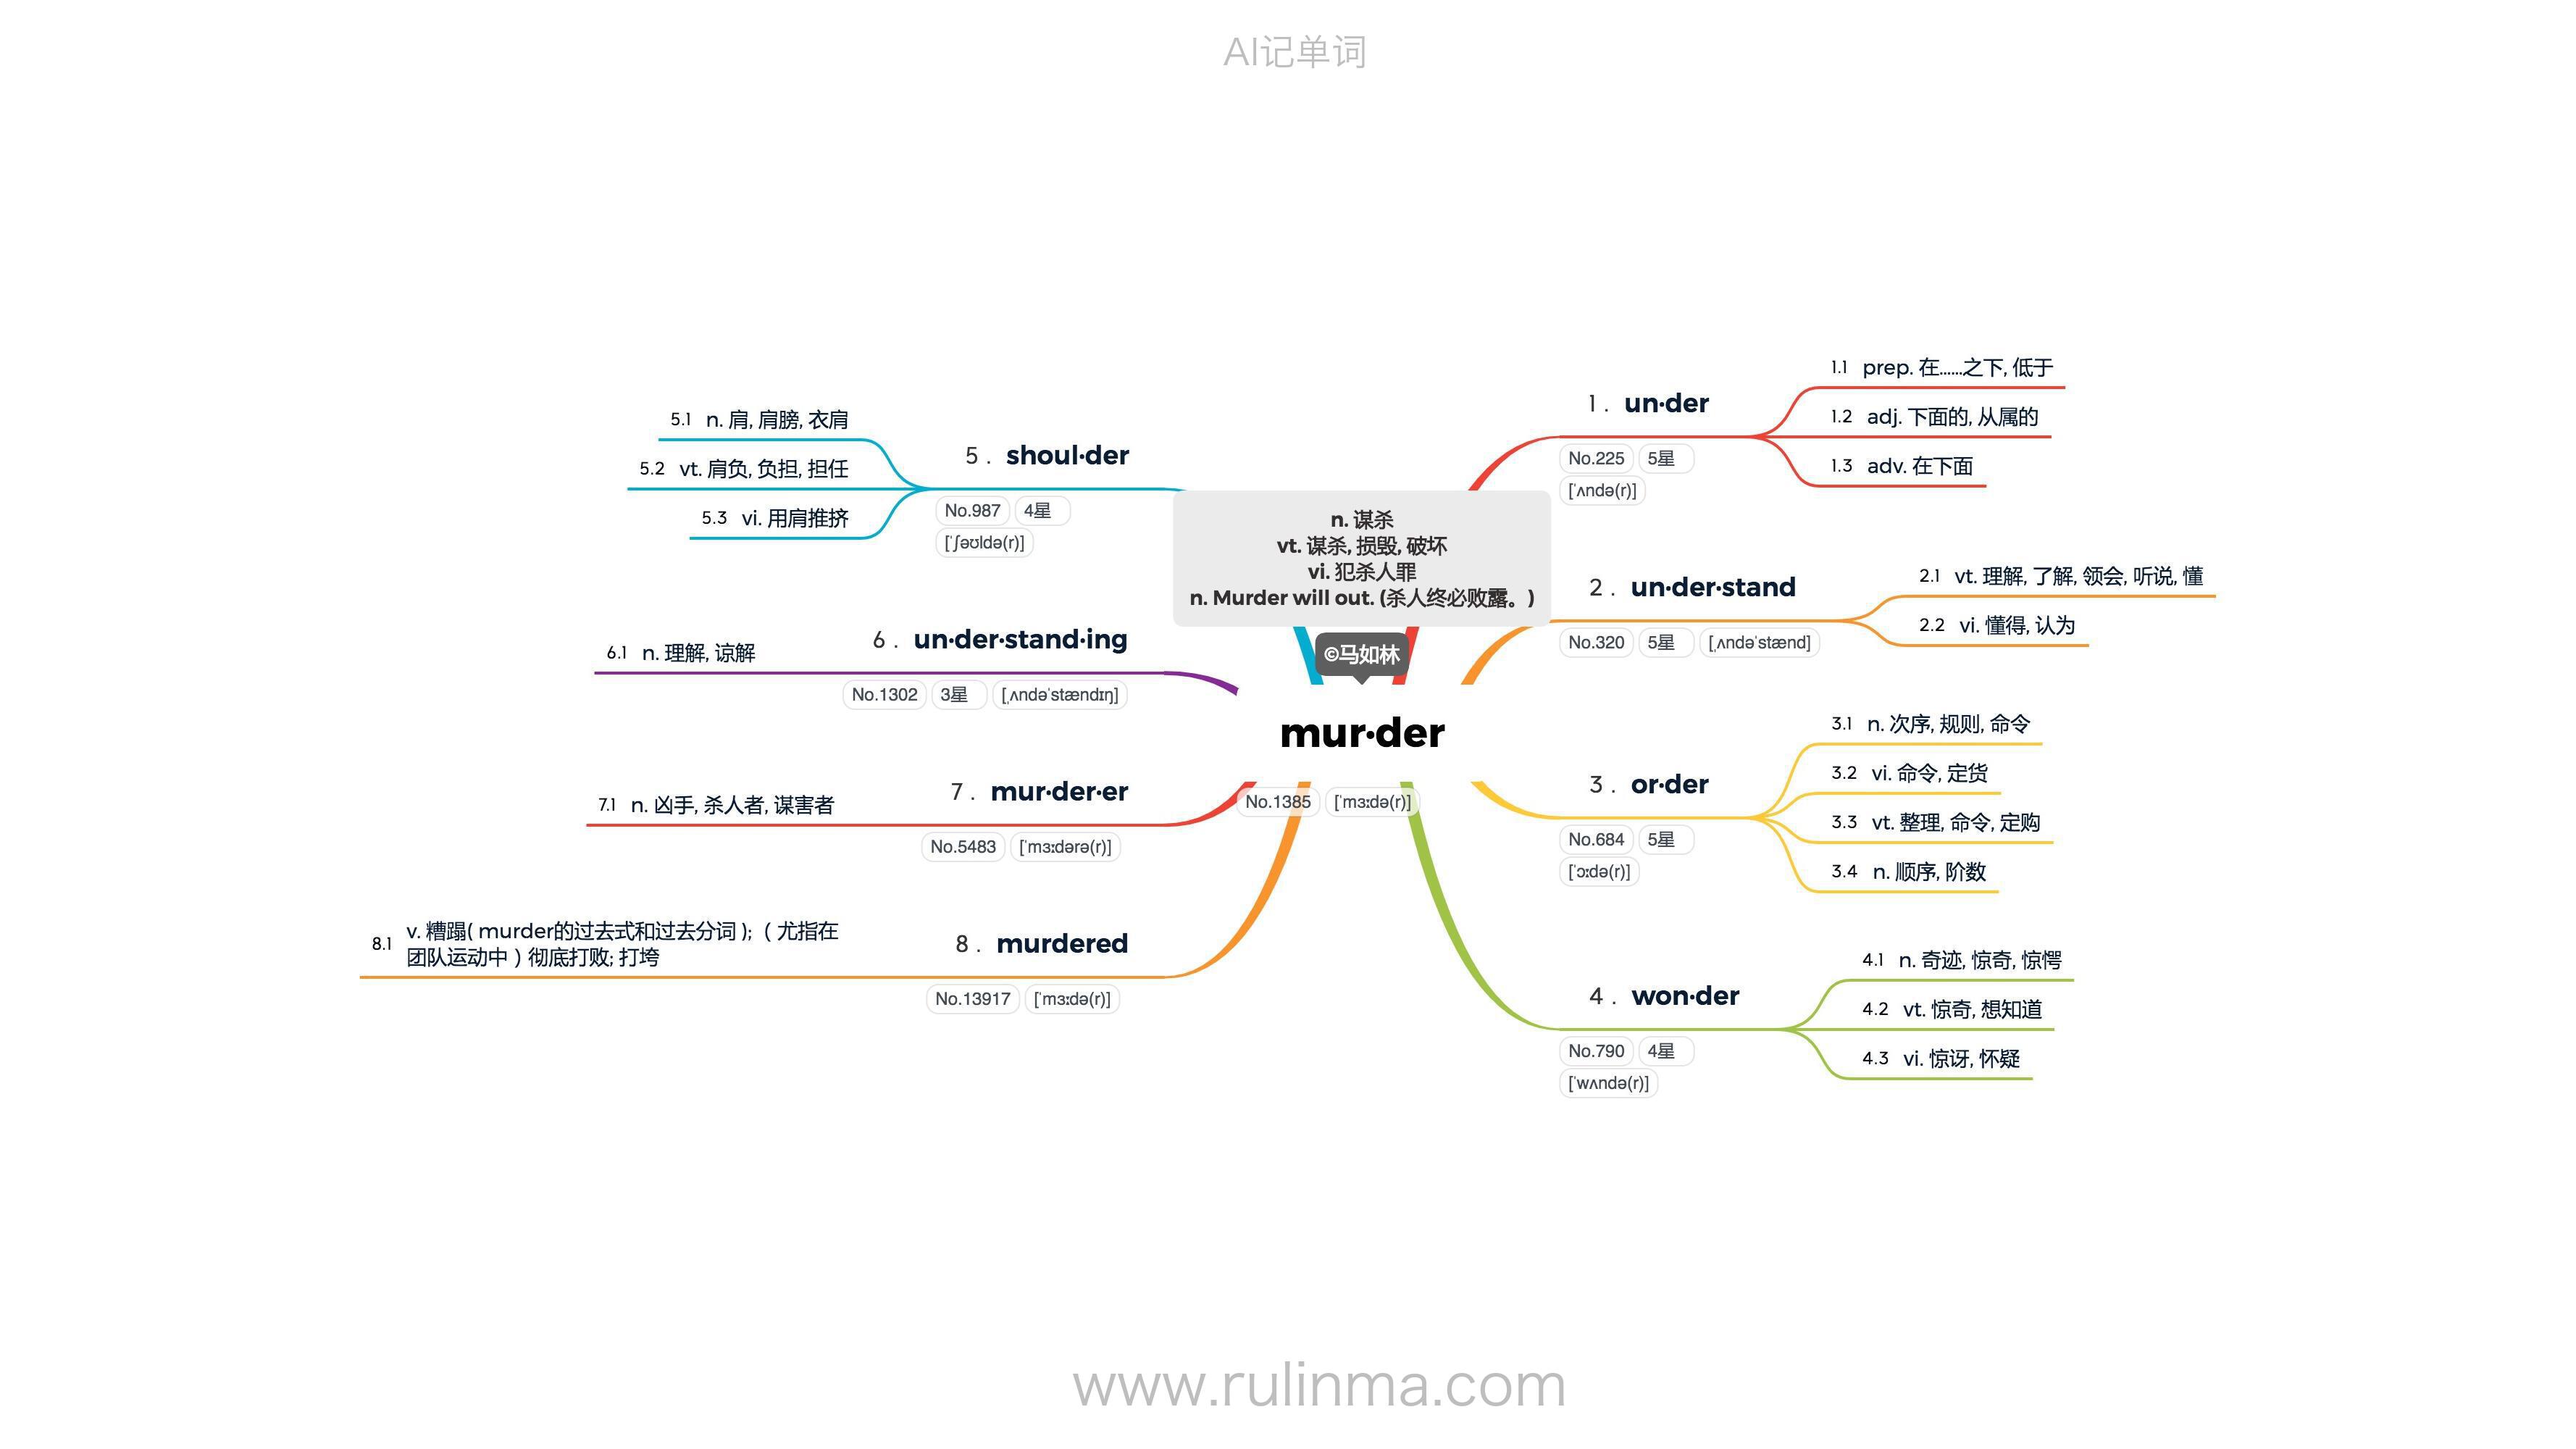 AI记单词
n. 谋杀
vt. 谋杀, 损毁, 破坏
vi. 犯杀人罪
n. Murder will out. (杀人终必败露。)
©马如林
mur·der
No.1385 ['mɜːdə(r)]
1 . un·der
No.225 5星
['ʌndə(r)]
1.1 prep. 在……之下, 低于
1.2 adj. 下面的, 从属的
1.3 adv. 在下面
2 . un·der·stand
No.320 5星 [ˌʌndə'stænd]
2.1 vt. 理解, 了解, 领会, 听说, 懂
2.2 vi. 懂得, 认为
3 . or·der
No.684 5星
['ɔːdə(r)]
3.1 n. 次序, 规则, 命令
3.2 vi. 命令, 定货
3.3 vt. 整理, 命令, 定购
3.4 n. 顺序, 阶数
4 . won·der
No.790 4星
['wʌndə(r)]
4.1 n. 奇迹, 惊奇, 惊愕
4.2 vt. 惊奇, 想知道
4.3 vi. 惊讶, 怀疑
5 . shoul·der
No.987 4星
['ʃəʊldə(r)]
5.1 n. 肩, 肩膀, 衣肩
5.2 vt. 肩负, 负担, 担任
5.3 vi. 用肩推挤
6 . un·der·stand·ing
No.1302 3星 [ˌʌndə'stændɪŋ]
6.1 n. 理解, 谅解
7 . mur·der·er
No.5483 ['mɜːdərə(r)]
7.1 n. 凶手, 杀人者, 谋害者
8 . murdered
No.13917 ['mɜːdə(r)]
8.1 v. 糟蹋( murder的过去式和过去分词 );（ 尤指在
团队运动中 ）彻底打败; 打垮
www.rulinma.com